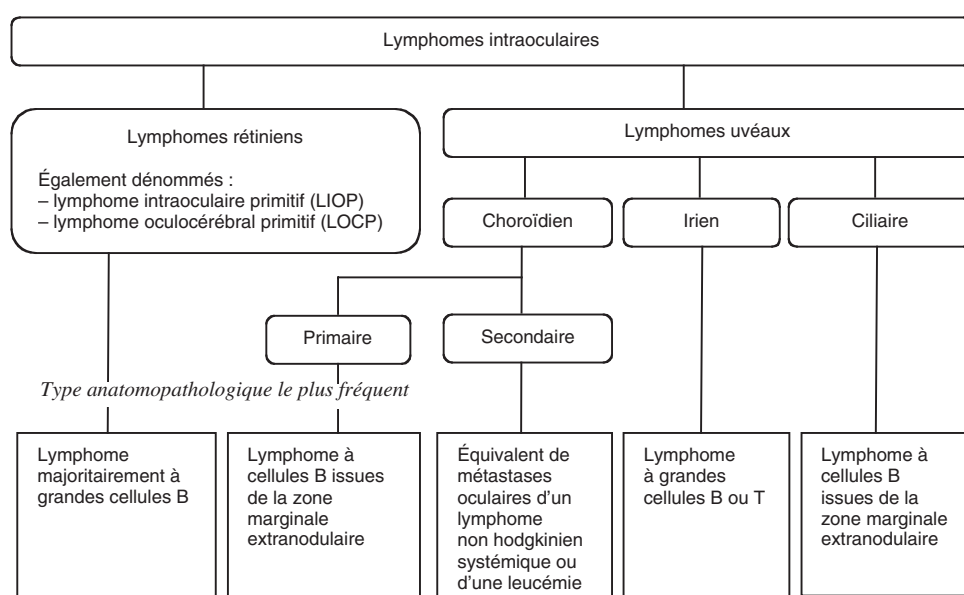 Lymphomes intraoculaires
Lymphomes rétiniens
Également dénommés :
– lymphome intraoculaire primitif (LIOP)
– lymphome oculocérébral primitif (LOCP)
Lymphomes uvéaux
Choroïdien
Irien
Ciliaire
Primaire
Secondaire
Type anatomopathologique le plus fréquent
Lymphome
majoritairement à
grandes cellules B
Lymphome à
cellules B issues
de la zone
marginale
extranodulaire
Équivalent de
métastases
oculaires d’un
lymphome
non hodgkinien
systémique ou
d’une leucémie
Lymphome
à grandes
cellules B ou T
Lymphome à
cellules B
issues de la
zone marginale
extranodulaire